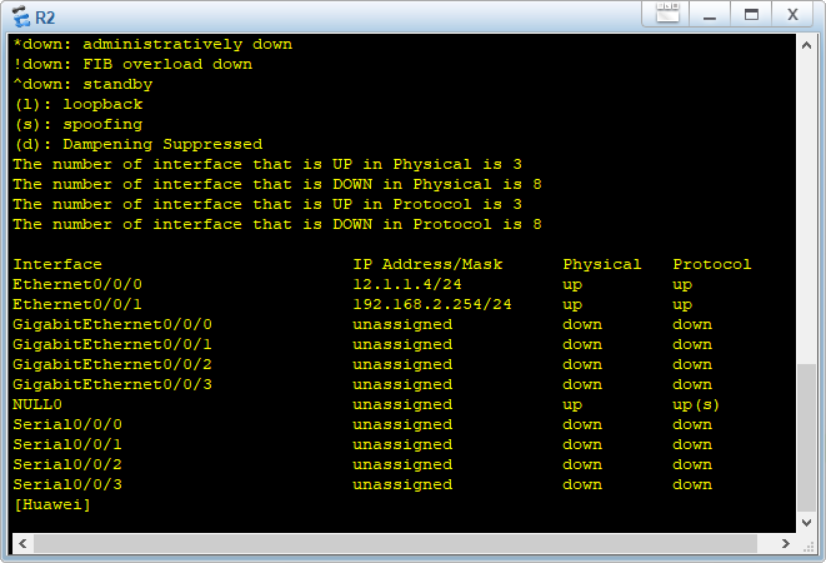 R2
*down: administratively down
!down: FIB overload down
^down: standby
(l): loopback
(s): spoofing
(d): Dampening Suppressed
The number of interface that is UP in Physical is 3
The number of interface that is DOWN in Physical is 8
The number of interface that is UP in Protocol is 3
The number of interface that is DOWN in Protocol is 8
Interface IP Address/Mask Physical Protocol
Ethernet0/0/0 12.1.1.4/24 up up
Ethernet0/0/1 192.168.2.254/24 up up
GigabitEthernet0/0/0 unassigned down down
GigabitEthernet0/0/1 unassigned down down
GigabitEthernet0/0/2 unassigned down down
GigabitEthernet0/0/3 unassigned down down
NULL0 unassigned up up(s)
Serial0/0/0 unassigned down down
Serial0/0/1 unassigned down down
Serial0/0/2 unassigned down down
Serial0/0/3 unassigned down down
[Huawei]